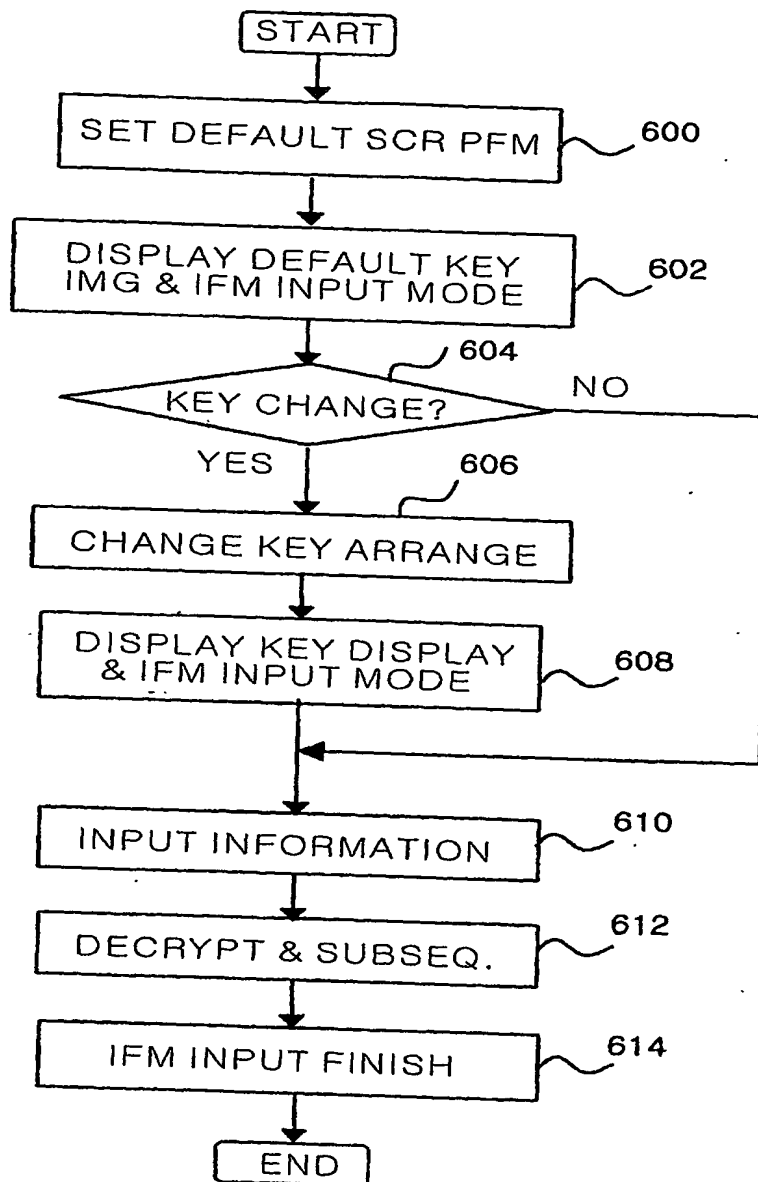 START
SET DEFAULT SCR PFM
600
DISPLAY DEFAULT KEY
IMG & IFM INPUT MODE
602
604
KEY CHANGE?
NO
YES
606
CHANGE KEY ARRANGE
DISPLAY KEY DISPLAY
& IFM INPUT MODE
608
INPUT INFORMATION
610
DECRYPT & SUBSEQ.
612
IFM INPUT FINISH
614
END